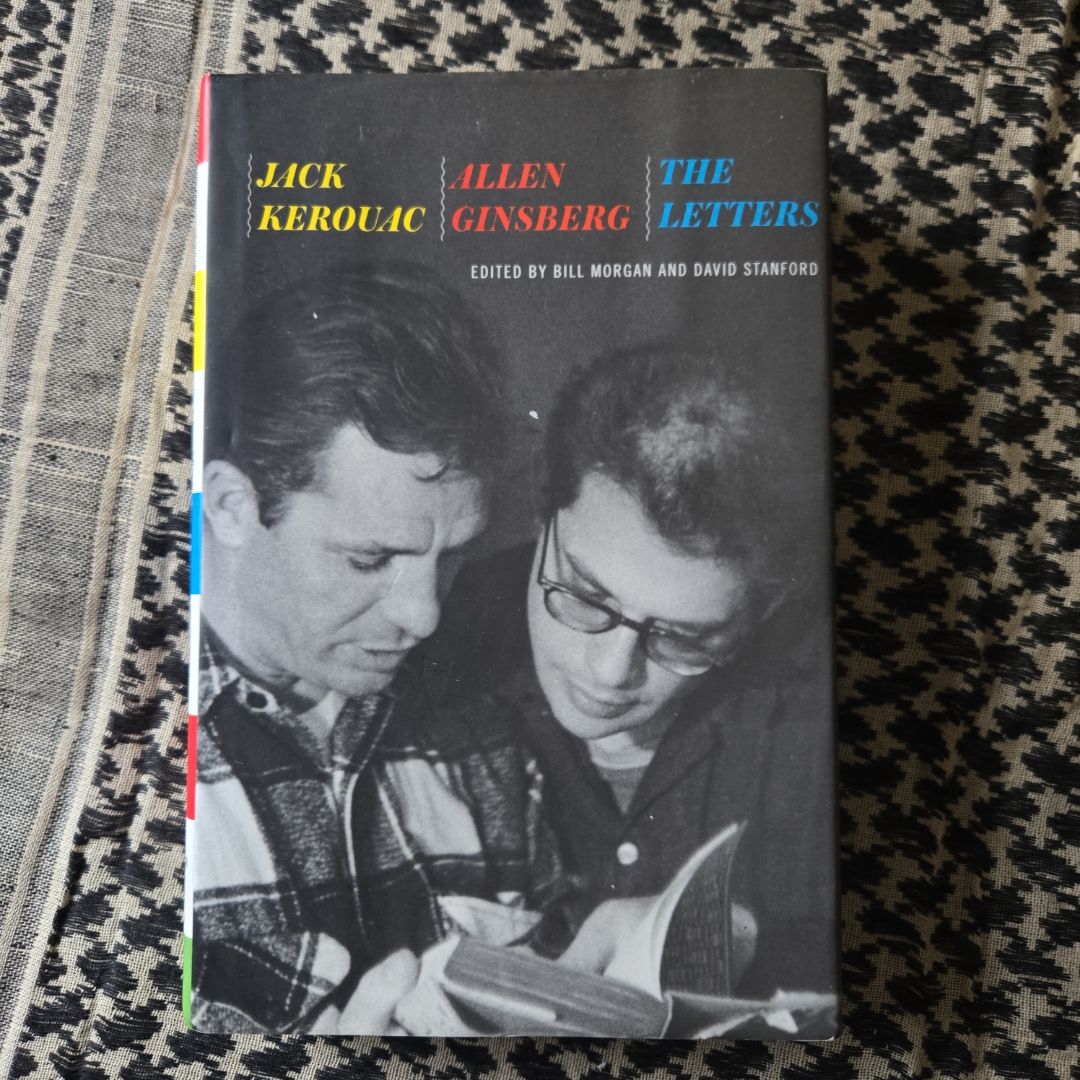 JACK
KEROUAC
ALLEN
GINSBERG
THE
LETTERS
EDITED BY BILL MORGAN AND DAVID STANFORD